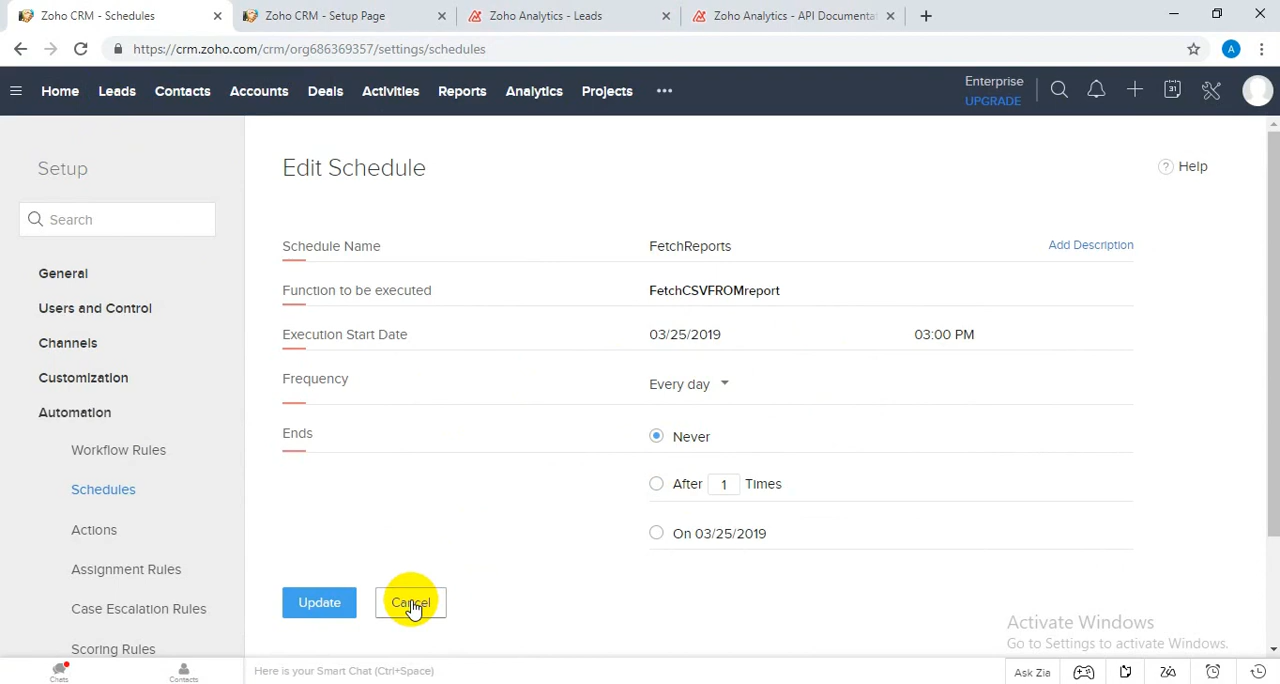 Zoho CRM - Schedules
Zoho CRM - Setup Page
Zoho Analytics - Leads
Zoho Analytics - API Documenta
https://crm.zoho.com/crm/org686369357/settings/schedules
A
Home Leads Contacts Accounts Deals Activities Reports Analytics Projects
Enterprise
UPGRADE
31
Setup
Search
General
Users and Control
Channels
Customization
Automation
Workflow Rules
Schedules
Actions
Assignment Rules
Case Escalation Rules
Scoring Rules
Edit Schedule
? Help
Schedule Name FetchReports Add Description
Function to be executed FetchCSVFROMreport
Execution Start Date 03/25/2019 03:00 PM
Frequency Every day
Ends Never
After 1 Times
On 03/25/2019
Update Cancel
Activate Windows
Go to Settings to activate Windows.
Chats
Contacts
Here is your Smart Chat (Ctrl+Space)
Ask Zia